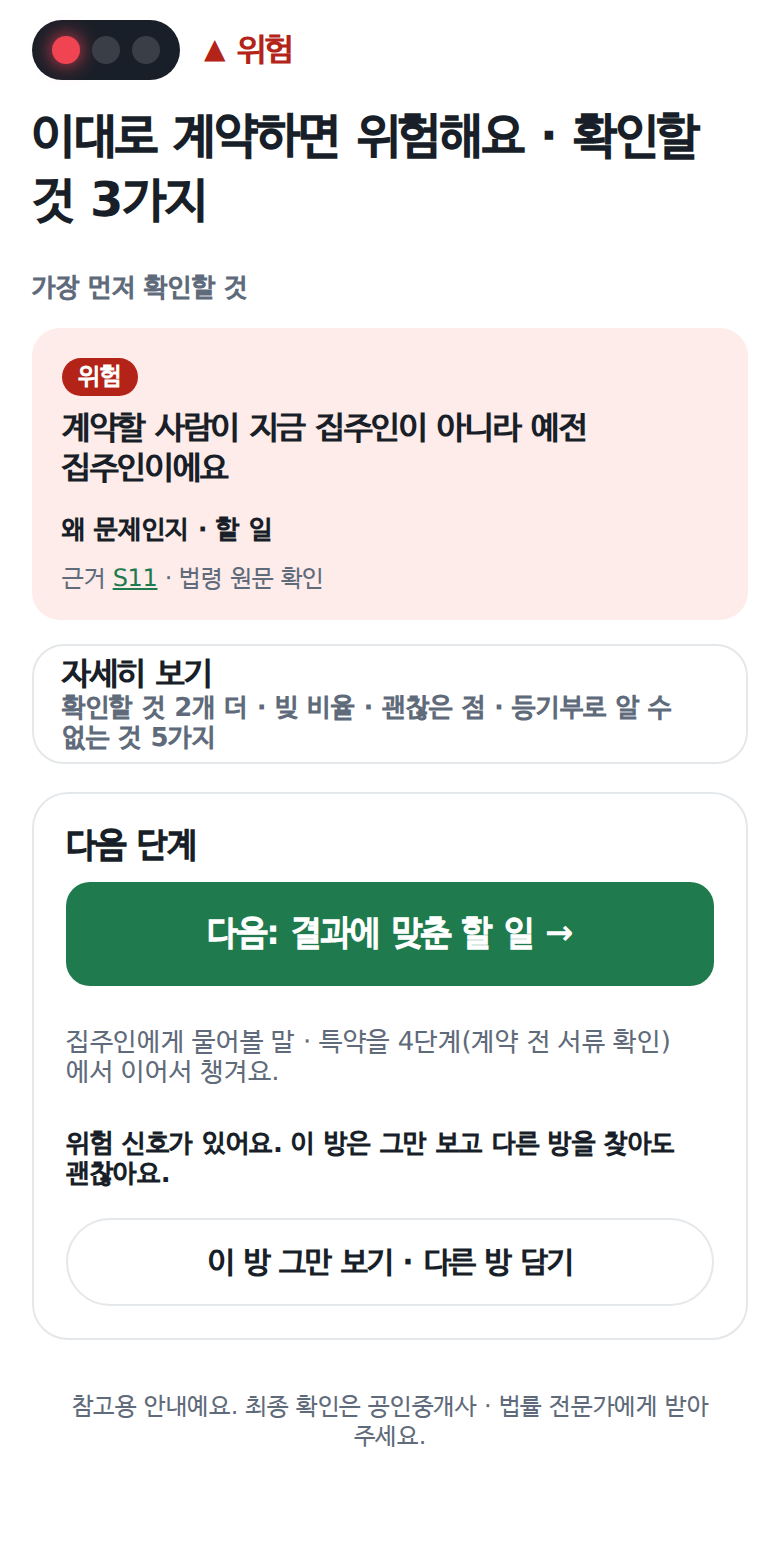 ▲ 위험
이대로 계약하면 위험해요 · 확인할
것 3가지
가장 먼저 확인할 것
위험
계약할 사람이 지금 집주인이 아니라 예전
집주인이에요
왜 문제인지 · 할 일
근거 S11 · 법령 원문 확인
자세히 보기
확인할 것 2개 더 · 빚 비율 · 괜찮은 점 · 등기부로 알 수
없는 것 5가지
다음 단계
다음: 결과에 맞춘 할 일 →
집주인에게 물어볼 말 · 특약을 4단계(계약 전 서류 확인)
에서 이어서 챙겨요.
위험 신호가 있어요. 이 방은 그만 보고 다른 방을 찾아도
괜찮아요.
이 방 그만 보기 · 다른 방 담기
참고용 안내예요. 최종 확인은 공인중개사 · 법률 전문가에게 받아
주세요.